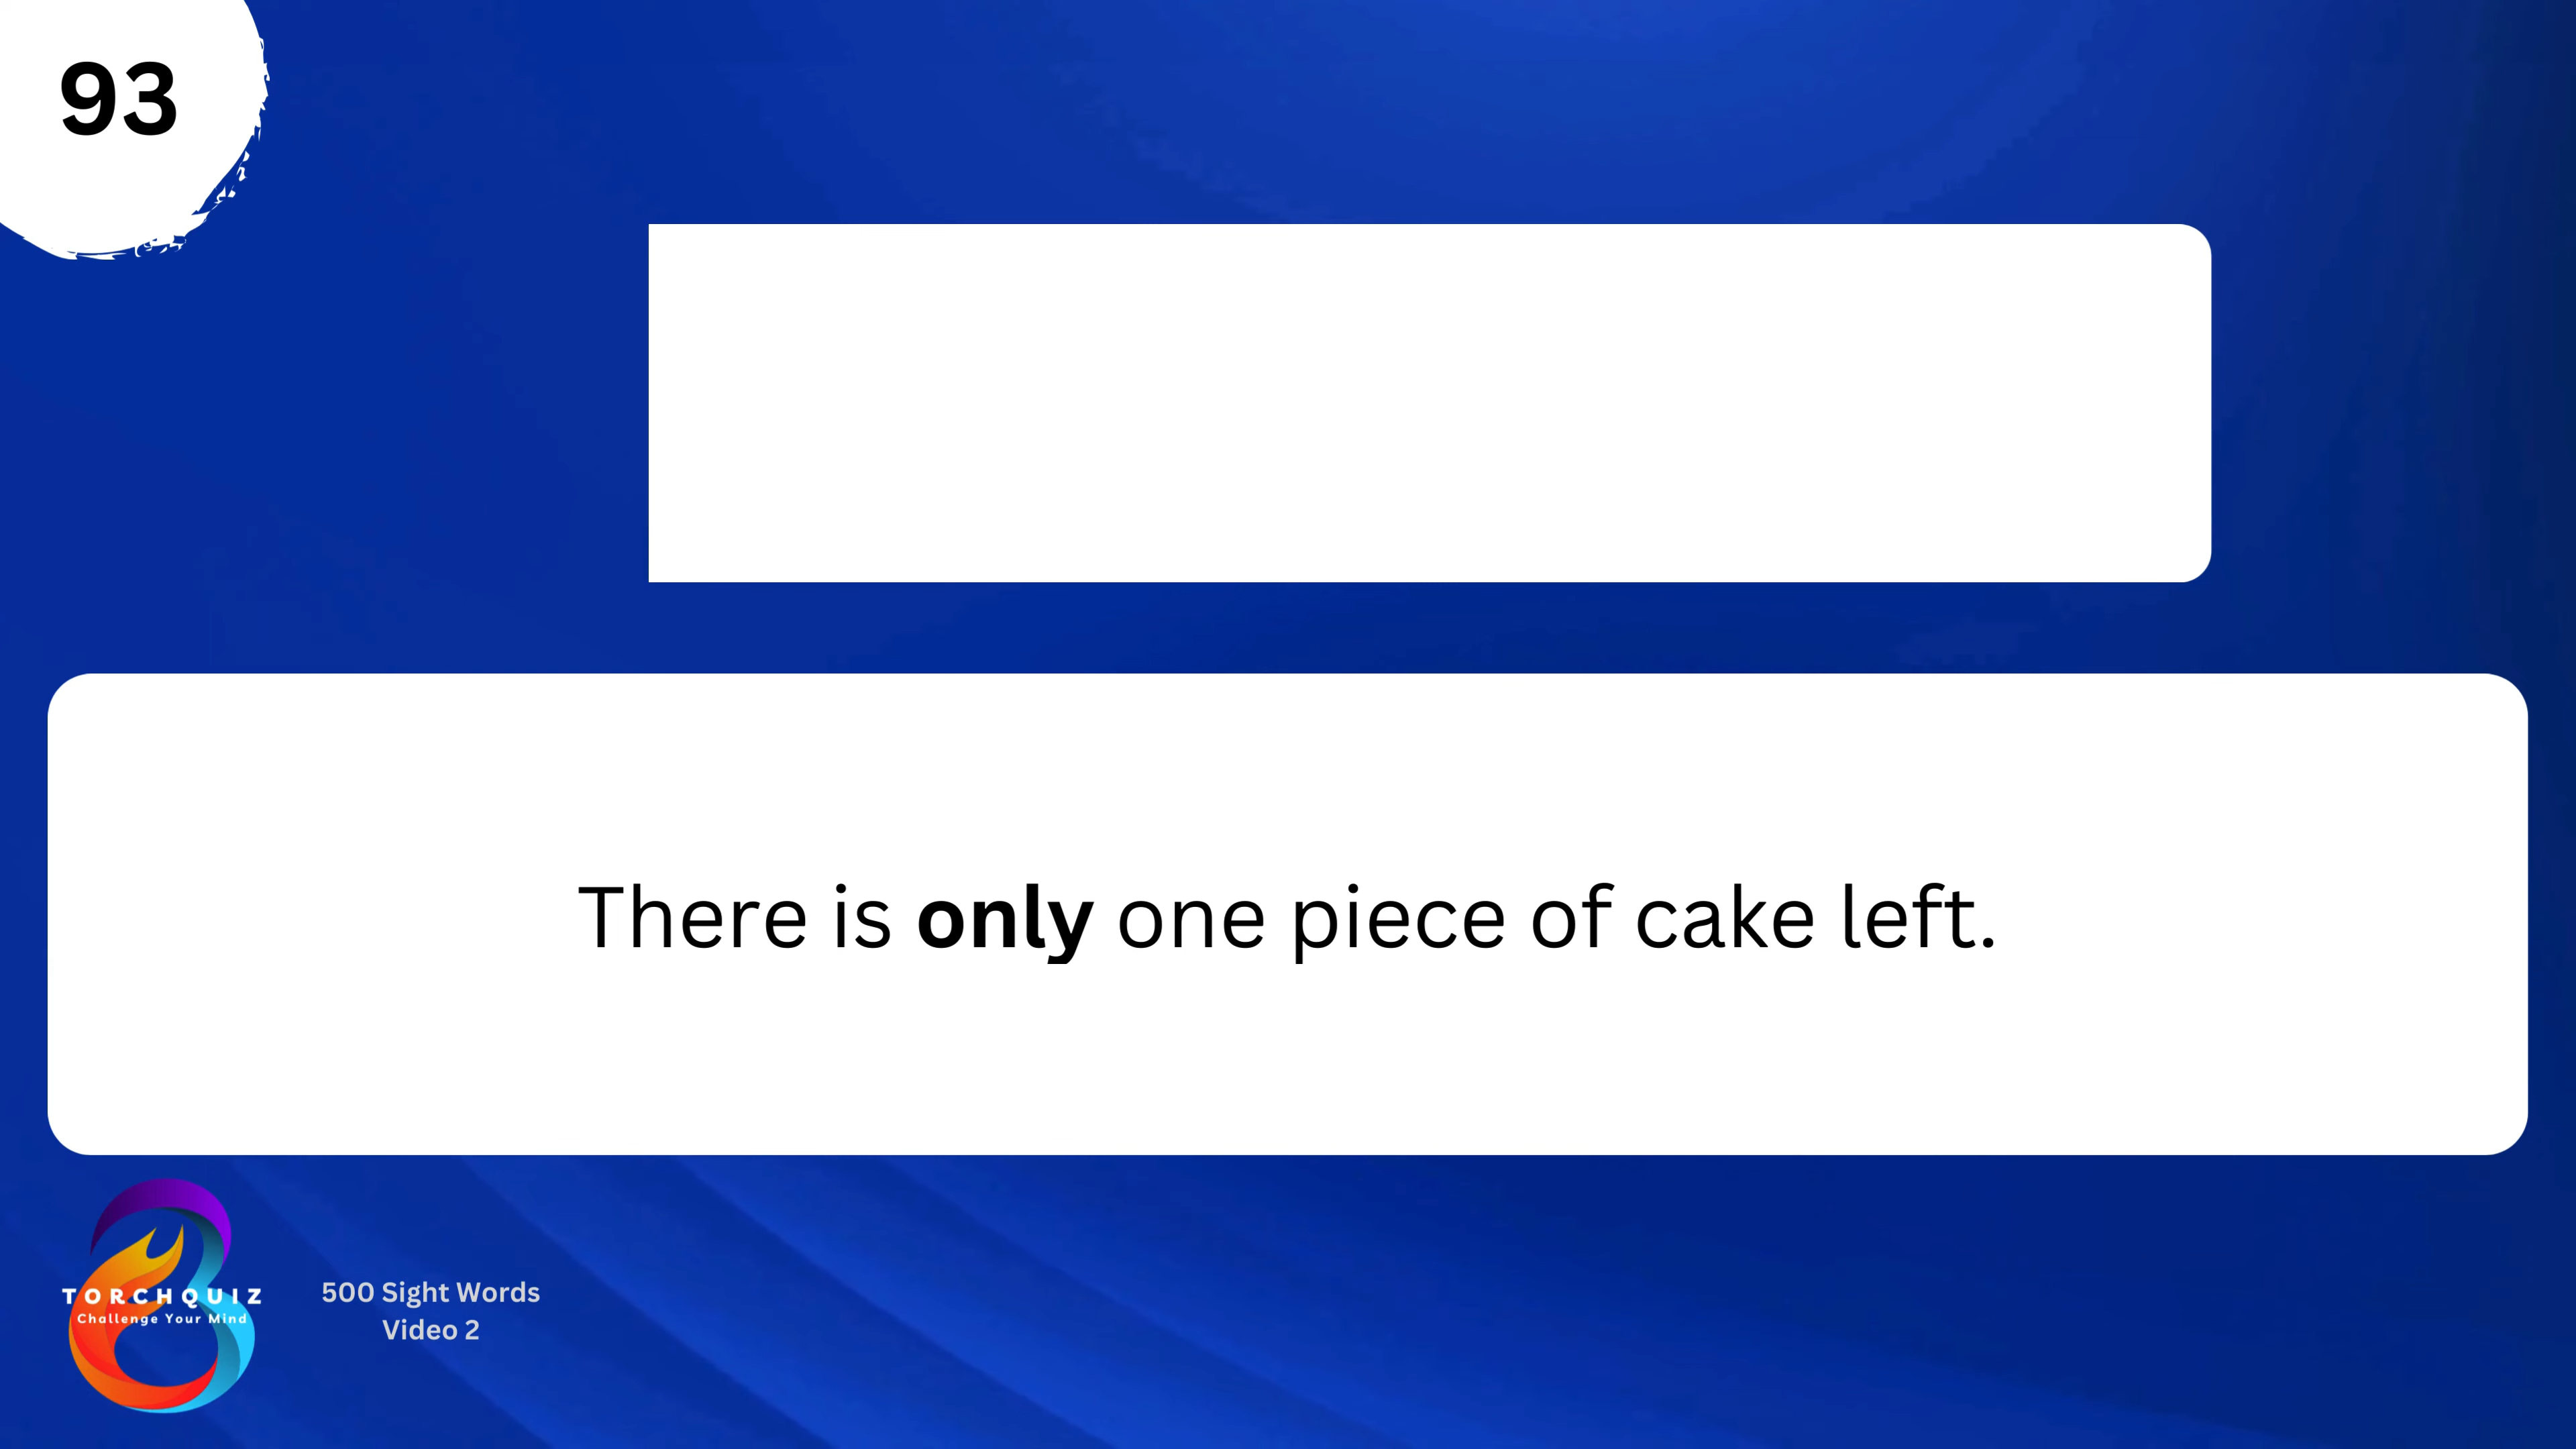 93
There is only one piece of cake left.
TORCHQUIZ
Challenge Your Mind
500 Sight Words
Video 2